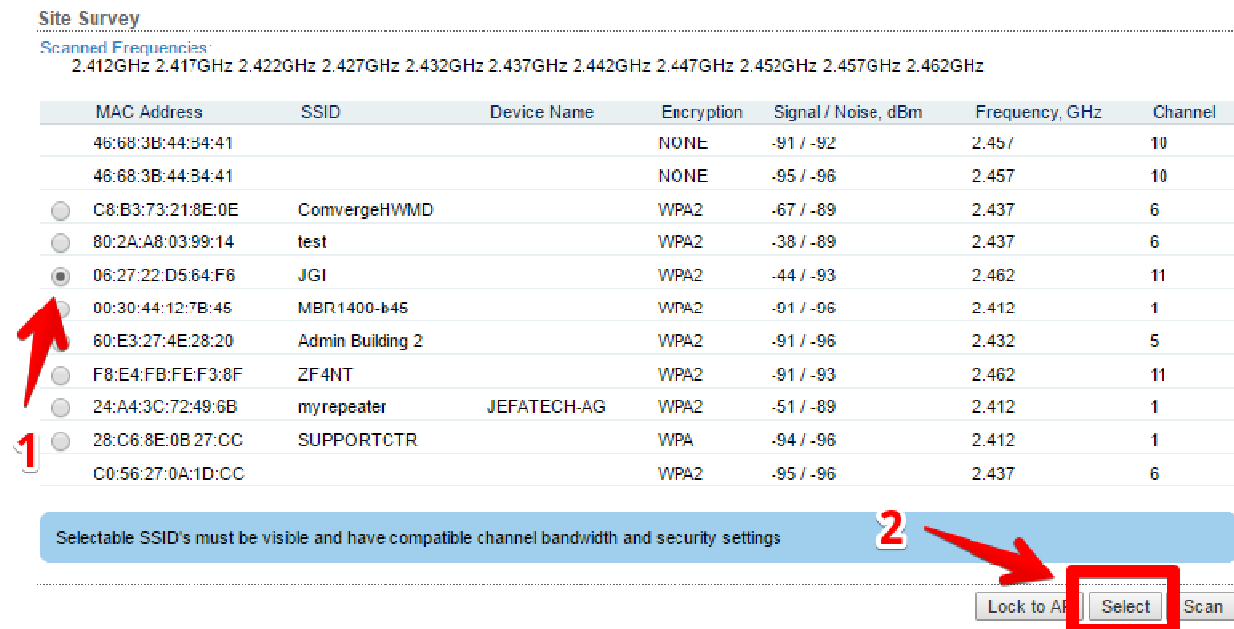 Site Survey
Scanned Frequencies:
2.412GHz 2.417GHz 2.422GHz 2.427GHz 2.432GHz 2.437GHz 2.442GHz 2.447GHz 2.452GHz 2.457GHz 2.462GHz
MAC Address SSID Device Name Encryption Signal / Noise, dBm Frequency, GHz Channel
46:68:3B:44:B4:41 NONE -91 / -92 2.457 10
46:68:3B:44:B4:41 NONE -95 / -96 2.457 10
C8:B3:73:21:8E:0E ComvergeHWMD WPA2 -67 / -89 2.437 6
80:2A:A8:03:99:14 test WPA2 -38 / -89 2.437 6
06:27:22:D5:64:F6 JGI WPA2 -44 / -93 2.462 11
00:30:44:12:7B:45 MBR1400-b45 WPA2 -91 / -96 2.412 1
60:E3:27:4E:28:20 Admin Building 2 WPA2 -91 / -96 2.432 5
F8:E4:FB:FE:F3:8F ZF4NT WPA2 -91 / -93 2.462 11
24:A4:3C:72:49:6B myrepeater JEFATECH-AG WPA2 -51 / -89 2.412 1
1
28:C6:8E:0B:27:CC SUPPORTCTR WPA -94 / -96 2.412 1
C0:56:27:0A:1D:CC WPA2 -95 / -96 2.437 6
Selectable SSID's must be visible and have compatible channel bandwidth and security settings
2
Lock to AP Select Scan